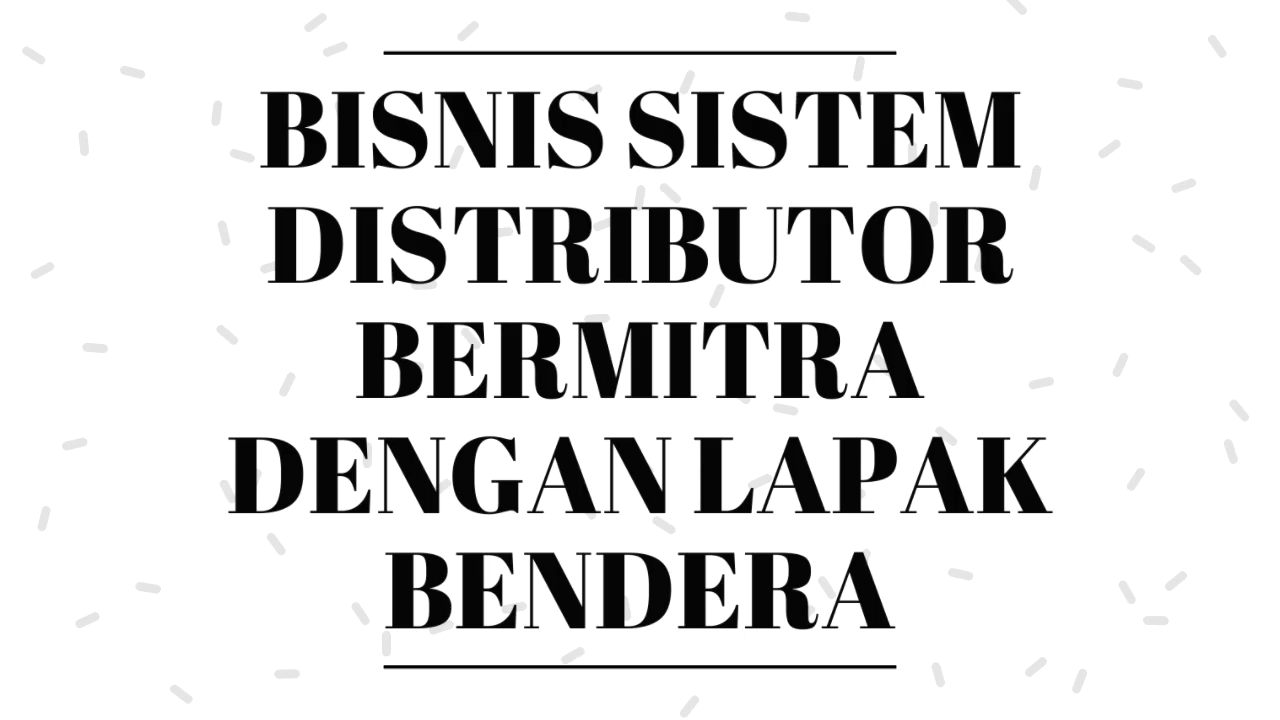 BISNIS SISTEM
DISTRIBUTOR
BERMITRA
DENGAN LAPAK
BENDERA